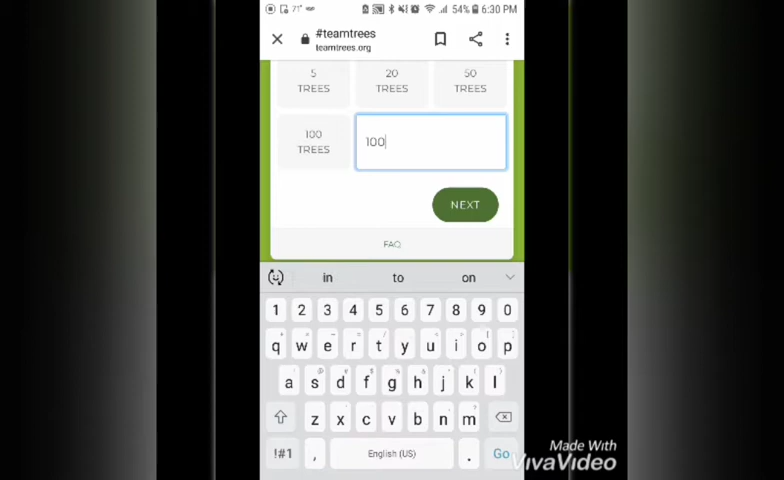 71° 54% 6:30 PM
#teamtrees
teamtrees.org
5 TREES
20 TREES
50 TREES
100 TREES
100
NEXT
FAQ
in to on
1 2 3 4 5 6 7 8 9 0
q w e r t y u i o p
a s d f g h j k l
z x c v b n m
!#1 , English (US) . Go
Made With
VivaVideo